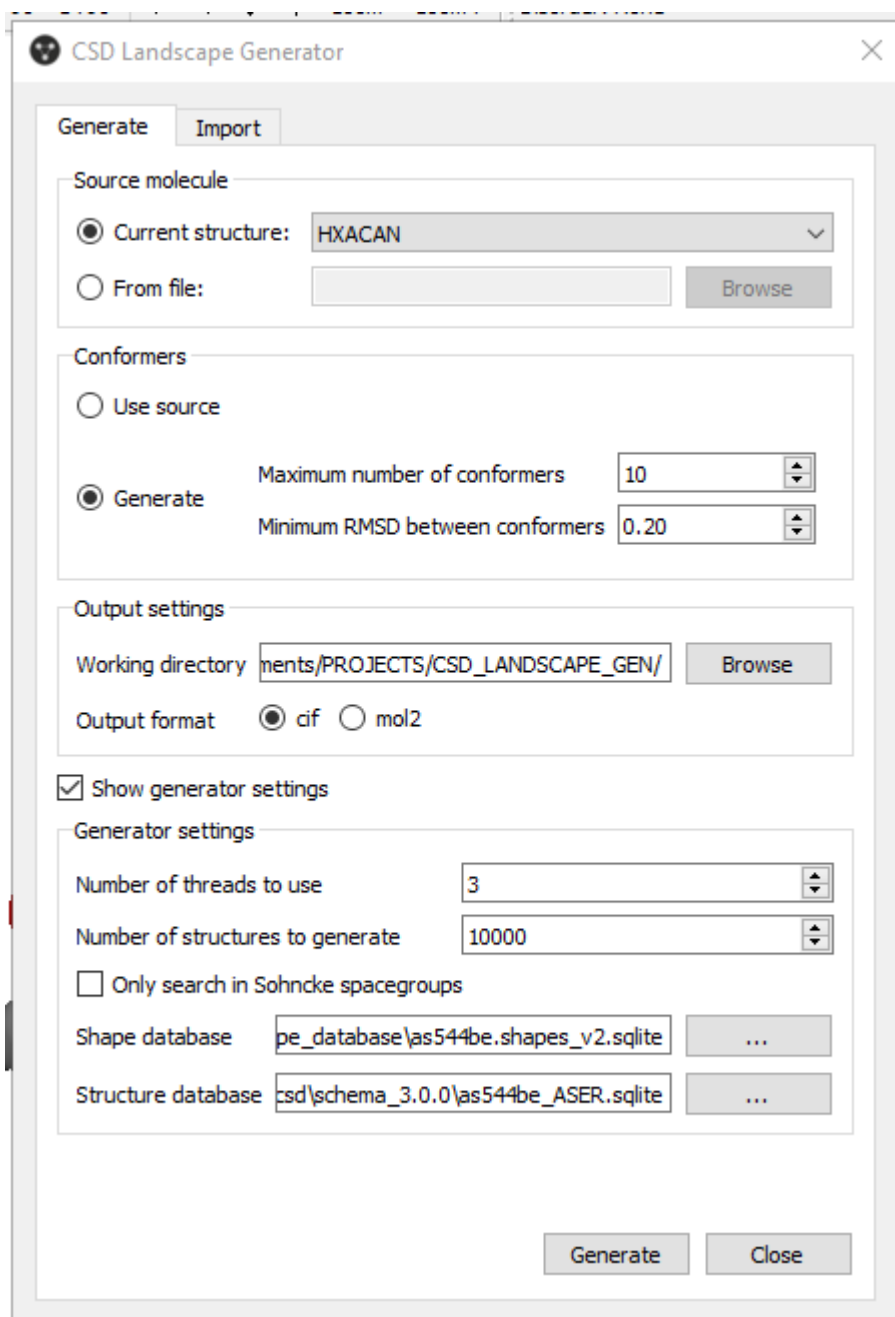 CSD Landscape Generator
Generate Import
Source molecule
Current structure: HXACAN
From file: Browse
Conformers
Use source
Maximum number of conformers 10
Generate
Minimum RMSD between conformers 0.20
Output settings
Working directory ments/PROJECTS/CSD_LANDSCAPE_GEN/ Browse
Output format cif mol2
Show generator settings
Generator settings
Number of threads to use 3
Number of structures to generate 10000
Only search in Sohncke spacegroups
Shape database pe_database\as544be.shapes_v2.sqlite ...
Structure database csd\schema_3.0.0\as544be_ASER.sqlite ...
Generate Close